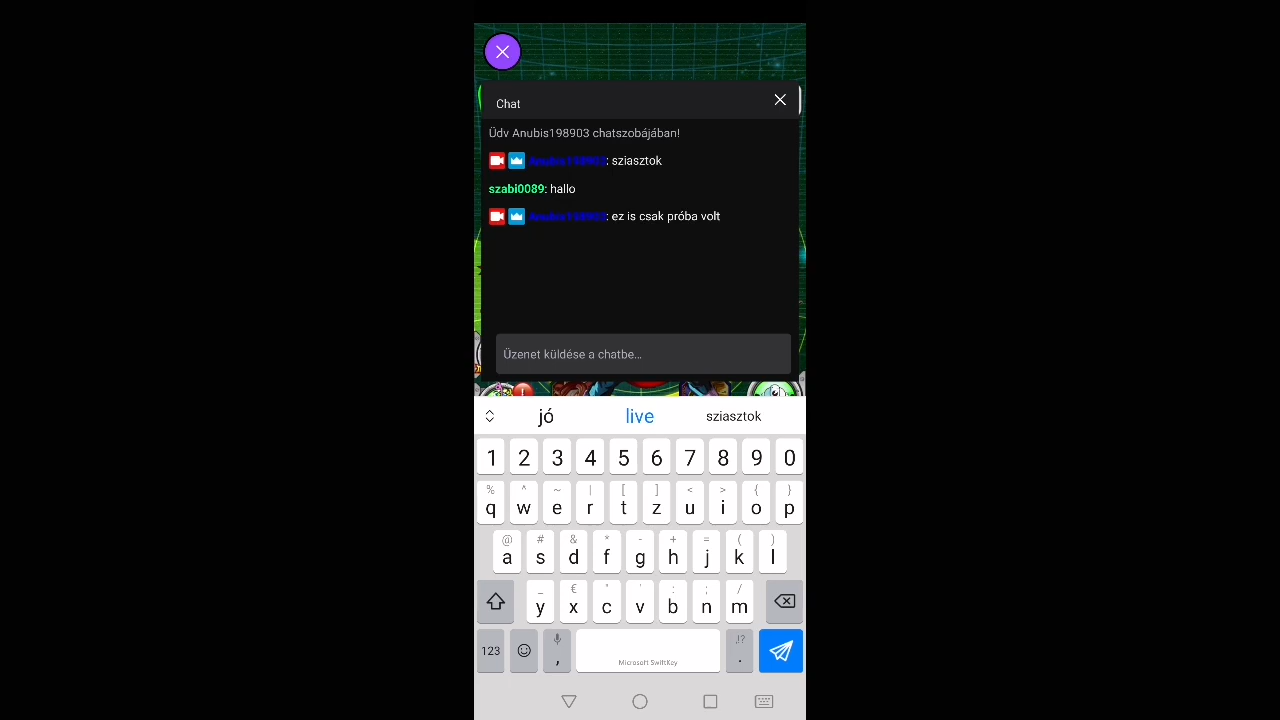 Chat
Üdv Anubis198903 chatszobájában!
Anubis198903: sziasztok
szabi0089: hallo
Anubis198903: ez is csak próba volt
Üzenet küldése a chatbe...
jó live sziasztok
1 2 3 4 5 6 7 8 9 0
% ^ ~ | [ ] < > { }
q w e r t z u i o p
@ # & * - + = ( )
a s d f g h j k l
_ € " ' : ; /
y x c v b n m
123 , Microsoft SwiftKey ,!? .